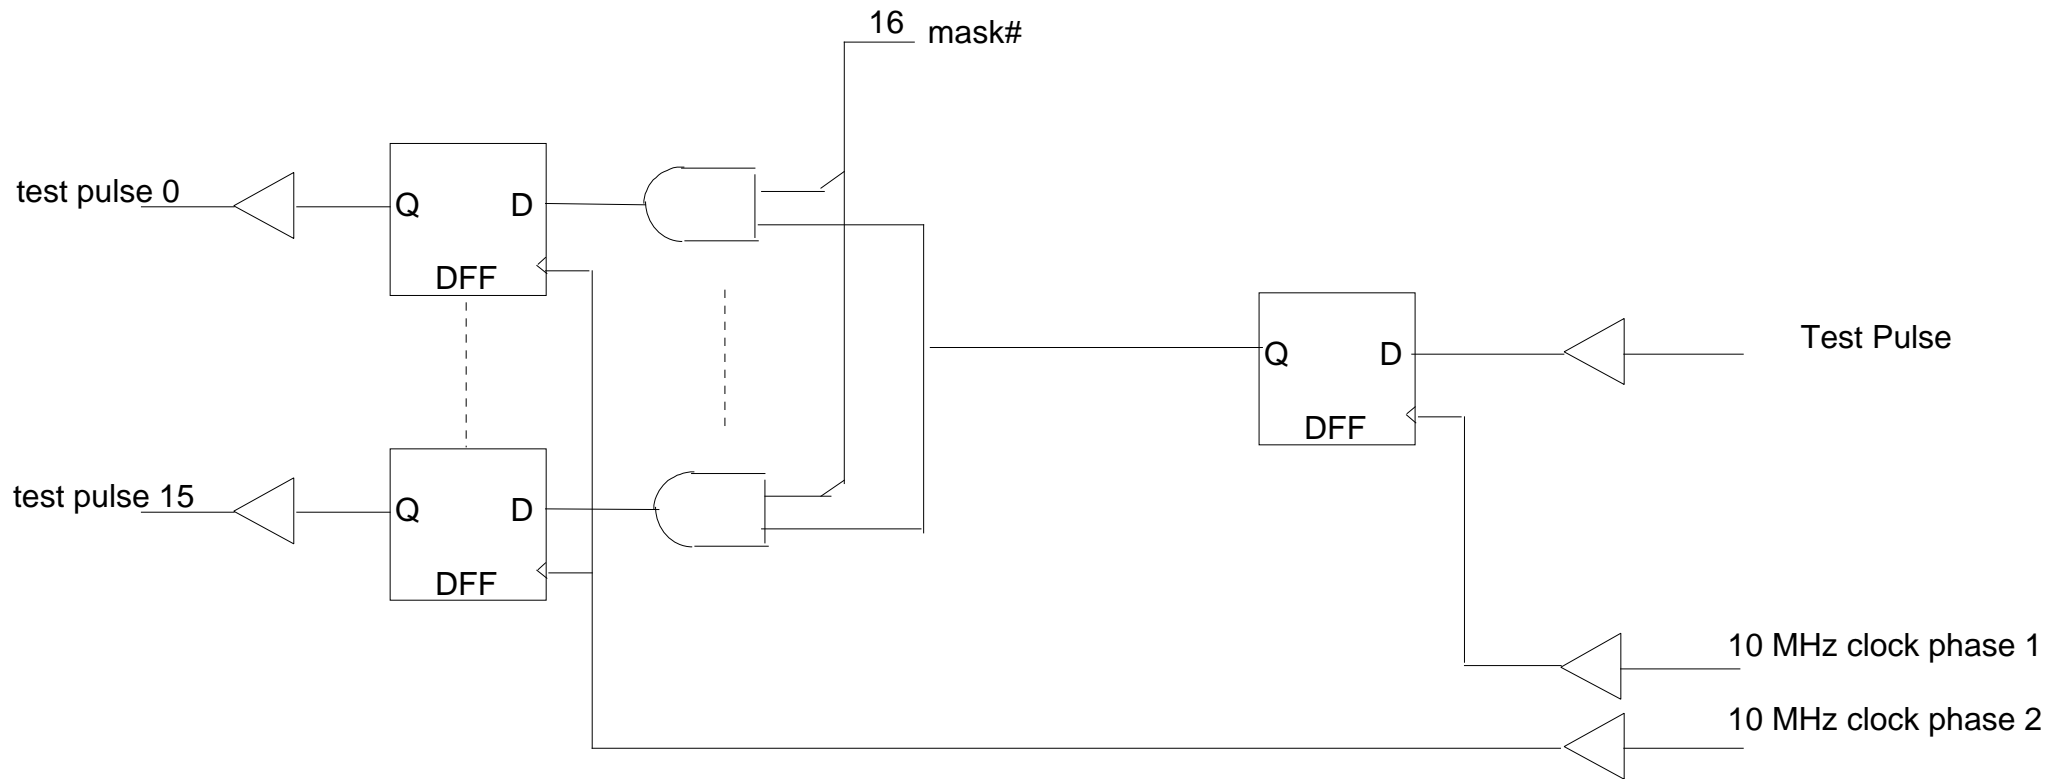 16 mask#
test pulse 0
Q D
DFF
Test Pulse
Q D
DFF
test pulse 15
Q D
DFF
10 MHz clock phase 1
10 MHz clock phase 2